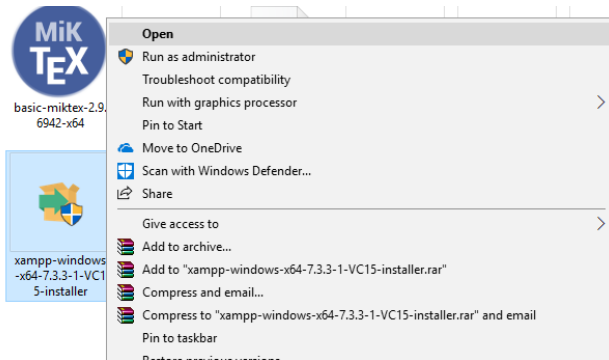 MiK
TEX
basic-miktex-2.9.
6942-x64
xampp-windows
-x64-7.3.3-1-VC1
5-installer
Open
Run as administrator
Troubleshoot compatibility
Run with graphics processor
Pin to Start
Move to OneDrive
Scan with Windows Defender...
Share
Give access to
Add to archive...
Add to "xampp-windows-x64-7.3.3-1-VC15-installer.rar"
Compress and email...
Compress to "xampp-windows-x64-7.3.3-1-VC15-installer.rar" and email
Pin to taskbar
Restore previous versions